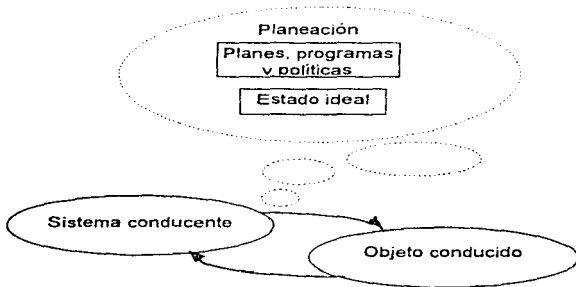 Planeación
Planes, programas
y políticas
Estado ideal
Sistema conducente
Objeto conducido